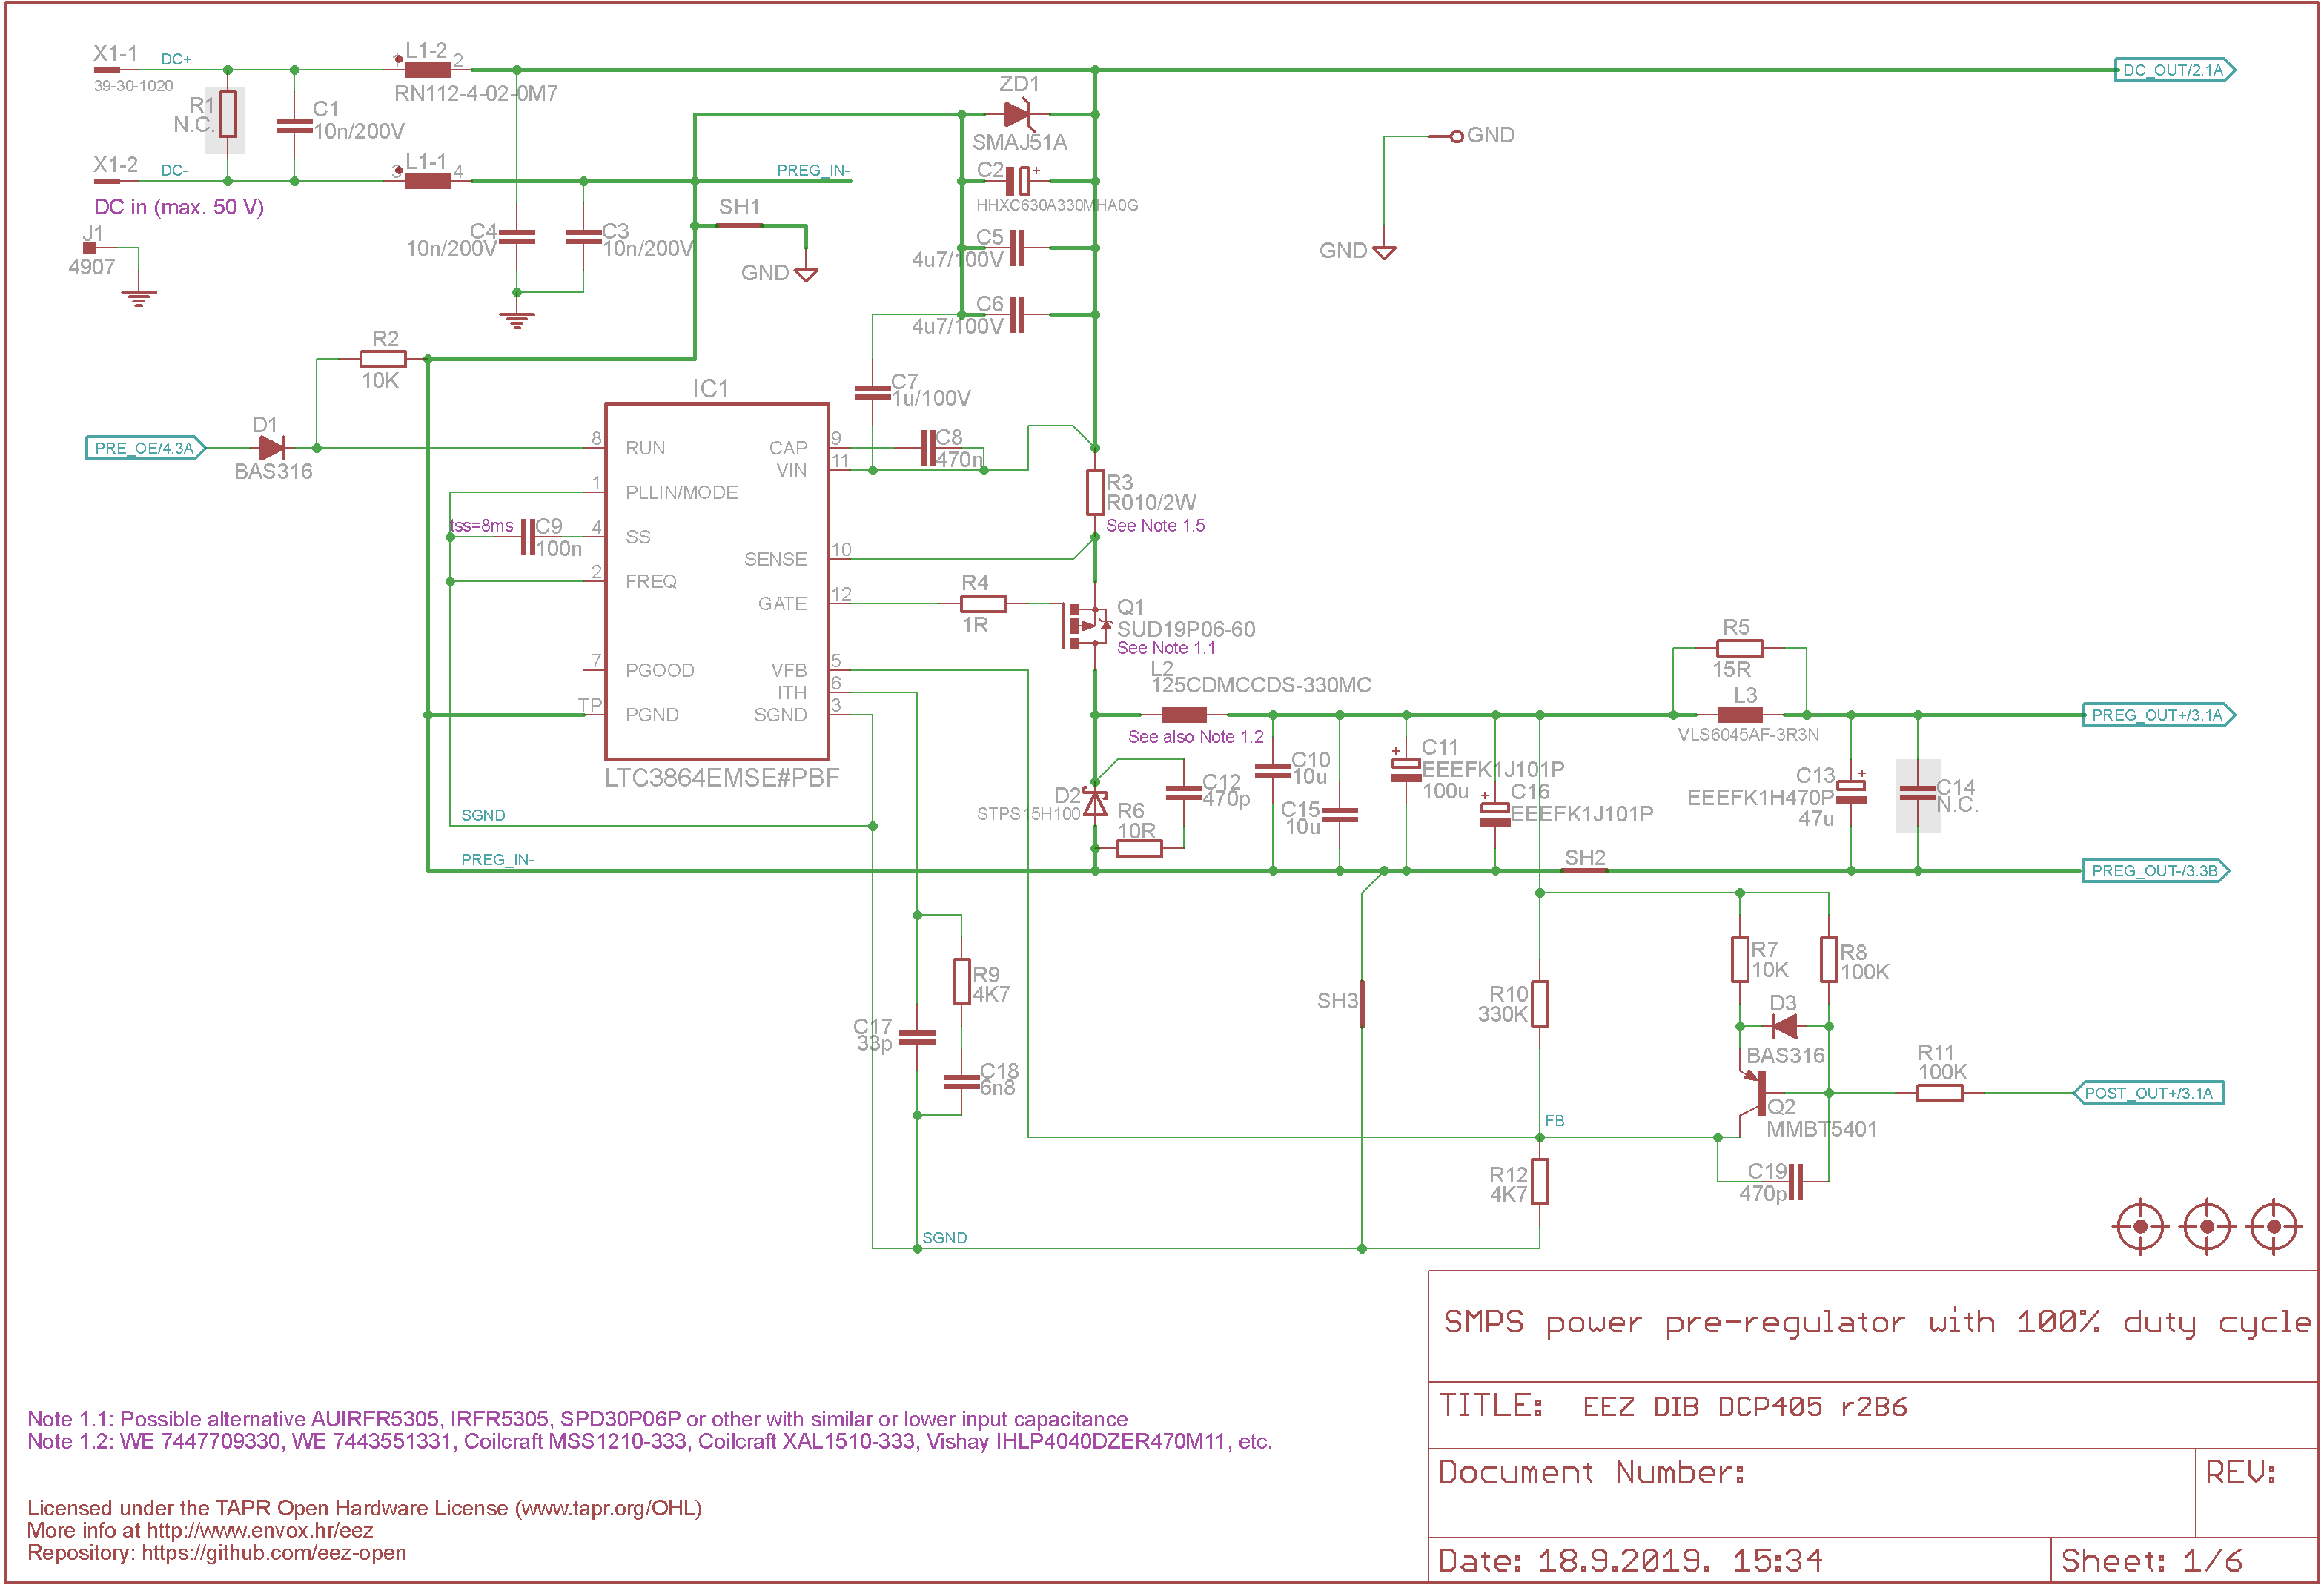 X1-1
DC+
39-30-1020
R1
N.C.
C1
10n/200V
L1-2
1
2
RN112-4-02-0M7
X1-2
DC-
L1-1
3
4
PREG_IN-
DC in (max. 50 V)
J1
4907
C4
10n/200V
C3
10n/200V
SH1
GND
ZD1
SMAJ51A
C2
+
HHXC630A330MHA0G
C5
4u7/100V
C6
4u7/100V
DC_OUT/2.1A
GND
GND
R2
10K
D1
BAS316
PRE_OE/4.3A
IC1
8
RUN
1
PLLIN/MODE
tss=8ms
C9
100n
4
SS
2
FREQ
7
PGOOD
TP
PGND
CAP
9
VIN
11
SENSE
10
GATE
12
VFB
5
ITH
6
SGND
3
LTC3864EMSE#PBF
C7
1u/100V
C8
470n
R3
R010/2W
See Note 1.5
R4
1R
Q1
SUD19P06-60
See Note 1.1
L2
125CDMCCDS-330MC
See also Note 1.2
R5
15R
L3
VLS6045AF-3R3N
PREG_OUT+/3.1A
D2
STPS15H100
C12
470p
R6
10R
C10
10u
C15
10u
+
C11
EEEFK1J101P
100u
+
C16
EEEFK1J101P
C13
+
EEEFK1H470P
47u
C14
N.C.
SGND
PREG_IN-
SH2
PREG_OUT-/3.3B
R9
4K7
C17
33p
C18
6n8
SH3
R10
330K
R7
10K
R8
100K
D3
BAS316
R11
100K
POST_OUT+/3.1A
Q2
MMBT5401
FB
C19
470p
R12
4K7
SGND
SMPS power pre-regulator with 100% duty cycle
TITLE: EEZ DIB DCP405 r2B6
Document Number:
REV:
Date: 18.9.2019. 15:34
Sheet: 1/6
Note 1.1: Possible alternative AUIRFR5305, IRFR5305, SPD30P06P or other with similar or lower input capacitance
Note 1.2: WE 7447709330, WE 7443551331, Coilcraft MSS1210-333, Coilcraft XAL1510-333, Vishay IHLP4040DZER470M11, etc.
Licensed under the TAPR Open Hardware License (www.tapr.org/OHL)
More info at http://www.envox.hr/eez
Repository: https://github.com/eez-open